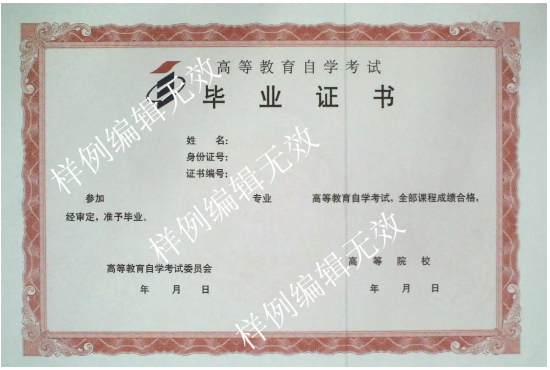 高等教育自学考试
毕业证书
姓 名：
身份证号：
证书编号：
参加 专业 高等教育自学考试，全部课程成绩合格，
经审定，准予毕业。
高等教育自学考试委员会 高等院校
年 月 日 年 月 日
样例编辑无效
样例编辑无效
样例编辑无效